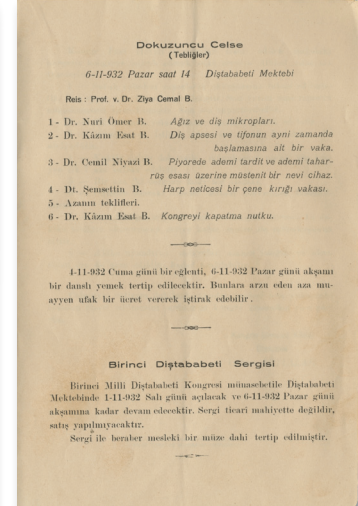 Dokuzuncu Celse
(Tebliğler)
6-11-932 Pazar saat 14 Diştababeti Mektebi
Reis : Prof. v. Dr. Ziya Cemal B.
1 - Dr. Nuri Ömer B. Ağız ve diş mikropları.
2 - Dr. Kâzım Esat B. Diş apsesi ve tifonun ayni zamanda
başlamasına ait bir vaka.
3 - Dr. Cemil Niyazi B. Piyorede ademi tardit ve ademi tahar-
rüş esası üzerine müstenit bir nevi cihaz.
4 - Dt. Şemsettin B. Harp neticesi bir çene kırığı vakası.
5 - Azanın teklifleri.
6 - Dr. Kâzım Esat B. Kongreyi kapatma nutku.
4-11-932 Cuma günü bir eğlenti, 6-11-932 Pazar günü akşamı
bir danslı yemek tertip edilecektir. Bunlara arzu eden aza mu-
ayyen ufak bir ücret vererek iştirak edebilir.
Birinci Diştababeti Sergisi
Birinci Milli Diştababeti Kongresi münasebetile Diştababeti
Mektebinde 1-11-932 Salı günü açılacak ve 6-11-932 Pazar günü
akşamına kadar devam edecektir. Sergi ticari mahiyette değildir,
satış yapılmıyacaktır.
Sergi ile beraber mesleki bir müze dahi tertip edilmiştir.